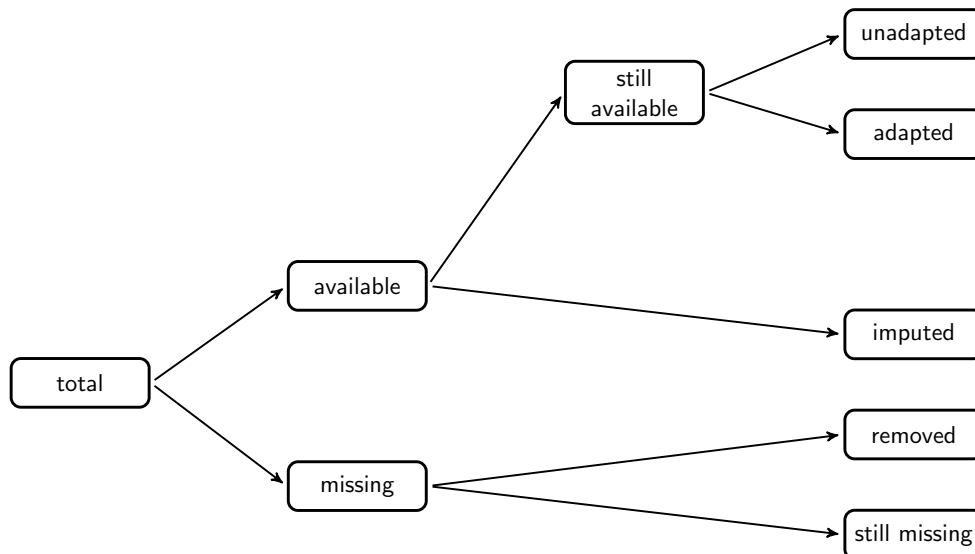 unadapted
still
available
adapted
available
imputed
total
removed
missing
still missing